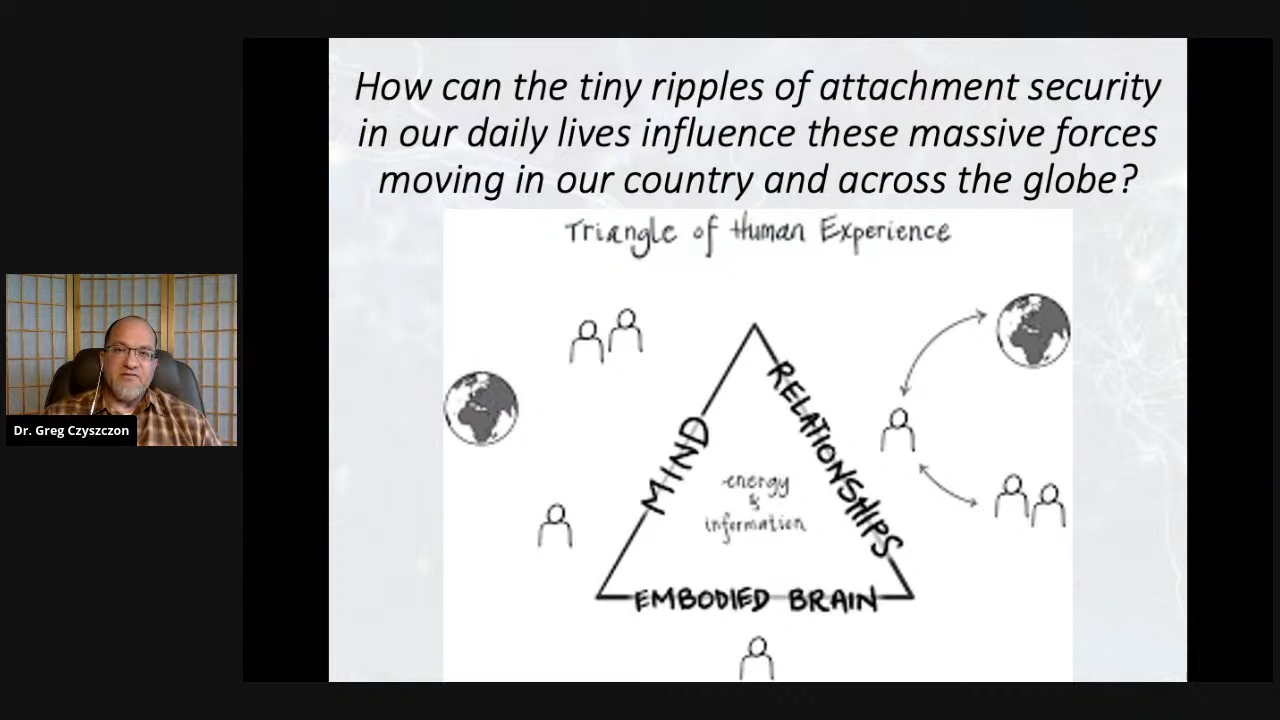 How can the tiny ripples of attachment security
in our daily lives influence these massive forces
moving in our country and across the globe?
Triangle of Human Experience
MIND
RELATIONSHIPS
-energy
&
information
EMBODIED BRAIN
Dr. Greg Czyszczon